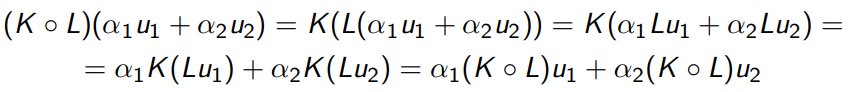 (K ∘ L)(α₁u₁ + α₂u₂) = K(L(α₁u₁ + α₂u₂)) = K(α₁Lu₁ + α₂Lu₂) =
= α₁K(Lu₁) + α₂K(Lu₂) = α₁(K ∘ L)u₁ + α₂(K ∘ L)u₂